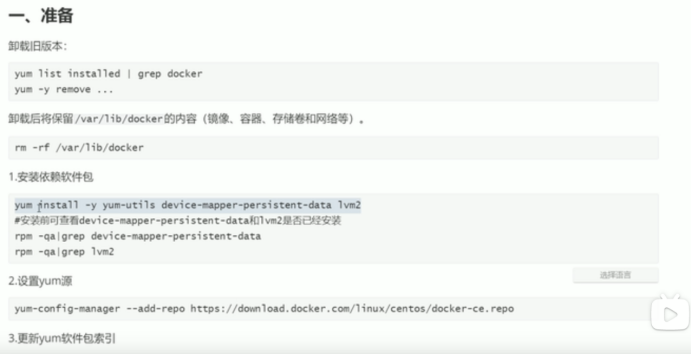 一、准备
卸载旧版本：
yum list installed | grep docker
yum -y remove ...
卸载后将保留/var/lib/docker的内容（镜像、容器、存储卷和网络等）。
rm -rf /var/lib/docker
1.安装依赖软件包
yum install -y yum-utils device-mapper-persistent-data lvm2
#安装前可查看device-mapper-persistent-data和lvm2是否已经安装
rpm -qa|grep device-mapper-persistent-data
rpm -qa|grep lvm2
选择语言
2.设置yum源
yum-config-manager --add-repo https://download.docker.com/linux/centos/docker-ce.repo
3.更新yum软件包索引